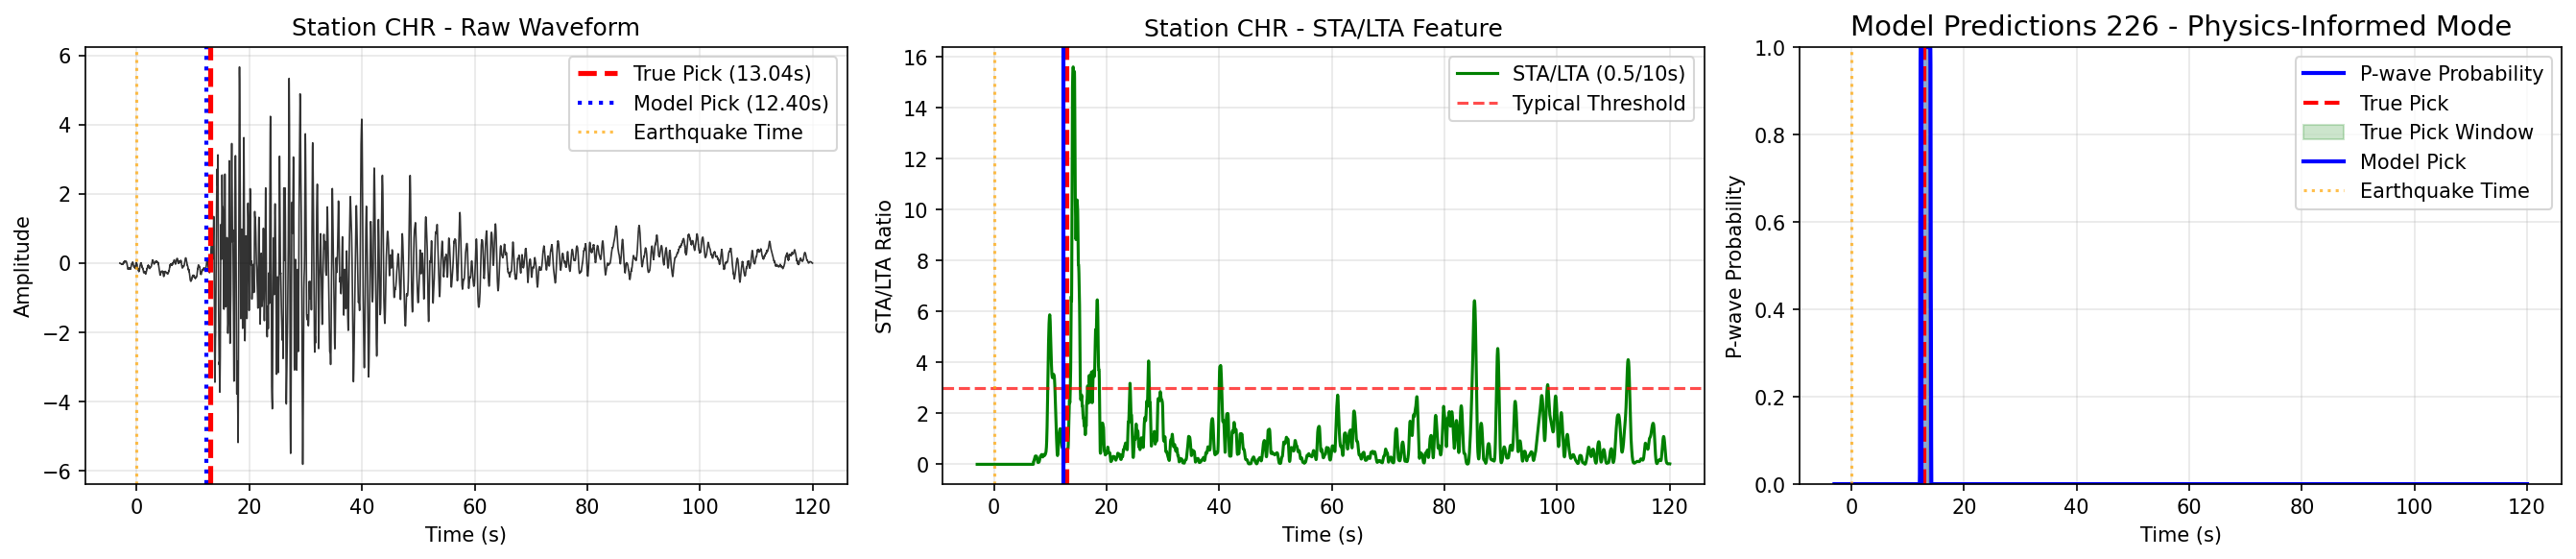 Station CHR - Raw Waveform
True Pick (13.04s)
Model Pick (12.40s)
Earthquake Time
Amplitude
6
4
2
0
−2
−4
−6
0 20 40 60 80 100 120
Time (s)
Station CHR - STA/LTA Feature
STA/LTA (0.5/10s)
Typical Threshold
STA/LTA Ratio
16
14
12
10
8
6
4
2
0
0 20 40 60 80 100 120
Time (s)
Model Predictions 226 - Physics-Informed Mode
P-wave Probability
True Pick
True Pick Window
Model Pick
Earthquake Time
P-wave Probability
1.0
0.8
0.6
0.4
0.2
0.0
0 20 40 60 80 100 120
Time (s)